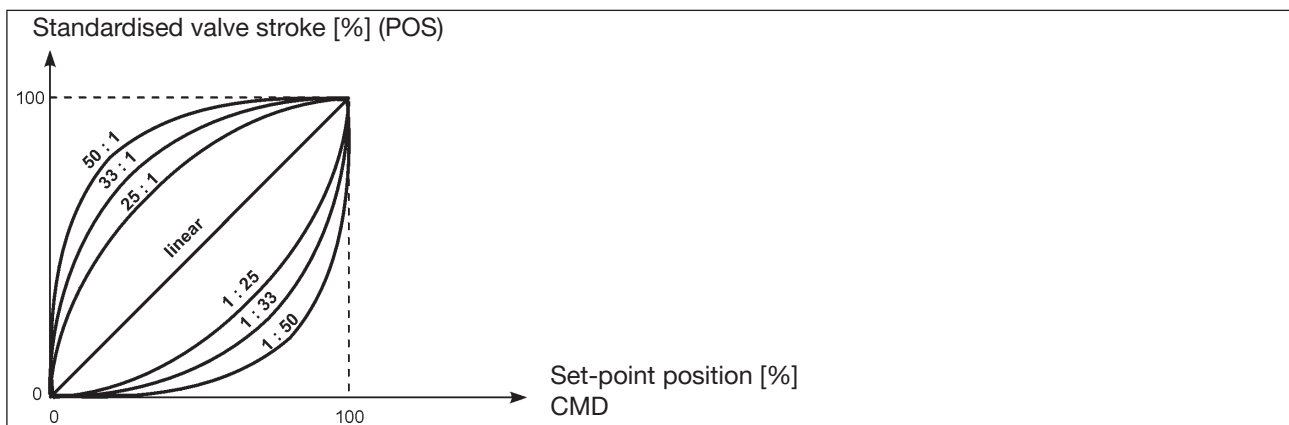 Standardised valve stroke [%] (POS)
100
50 : 1
33 : 1
25 : 1
linear
1 : 25
1 : 33
1 : 50
0
0
100
Set-point position [%]
CMD